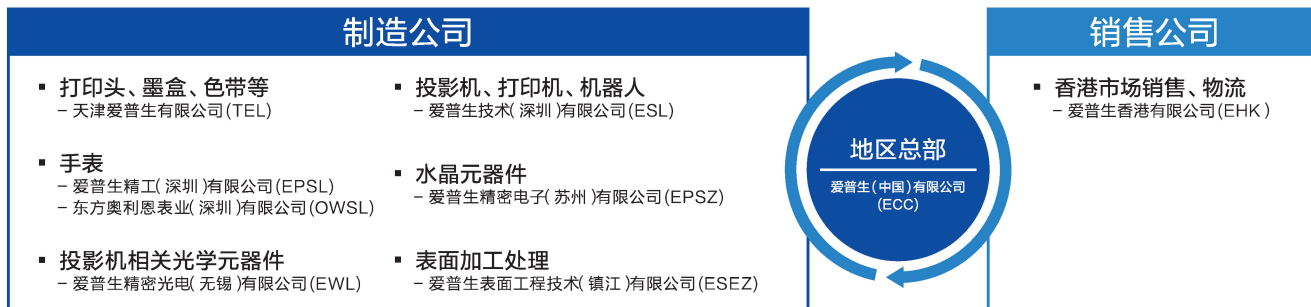 制造公司
▪ 打印头、墨盒、色带等
– 天津爱普生有限公司(TEL)
▪ 手表
– 爱普生精工(深圳)有限公司(EPSL)
– 东方奥利恩表业(深圳)有限公司(OWSL)
▪ 投影机相关光学元器件
– 爱普生精密光电(无锡)有限公司(EWL)
▪ 投影机、打印机、机器人
– 爱普生技术(深圳)有限公司(ESL)
▪ 水晶元器件
– 爱普生精密电子(苏州)有限公司(EPSZ)
▪ 表面加工处理
– 爱普生表面工程技术(镇江)有限公司(ESEZ)
地区总部
爱普生(中国)有限公司
(ECC)
销售公司
▪ 香港市场销售、物流
– 爱普生香港有限公司(EHK)